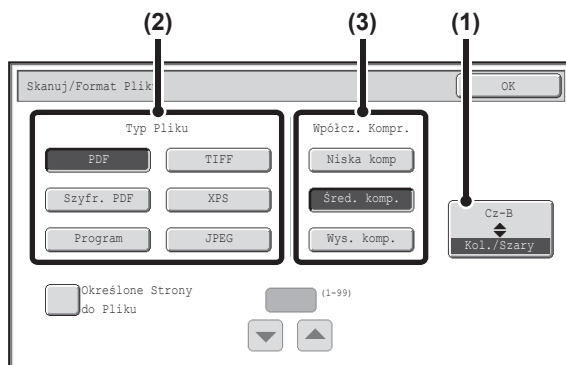 (2) (3) (1)
Skanuj/Format Pliku OK
Typ Pliku Wpółcz. Kompr.
PDF TIFF Niska komp
Szyfr. PDF XPS Śred. komp.
Program JPEG Wys. komp.
Cz-B
Kol./Szary
Określone Strony
do Pliku
(1-99)